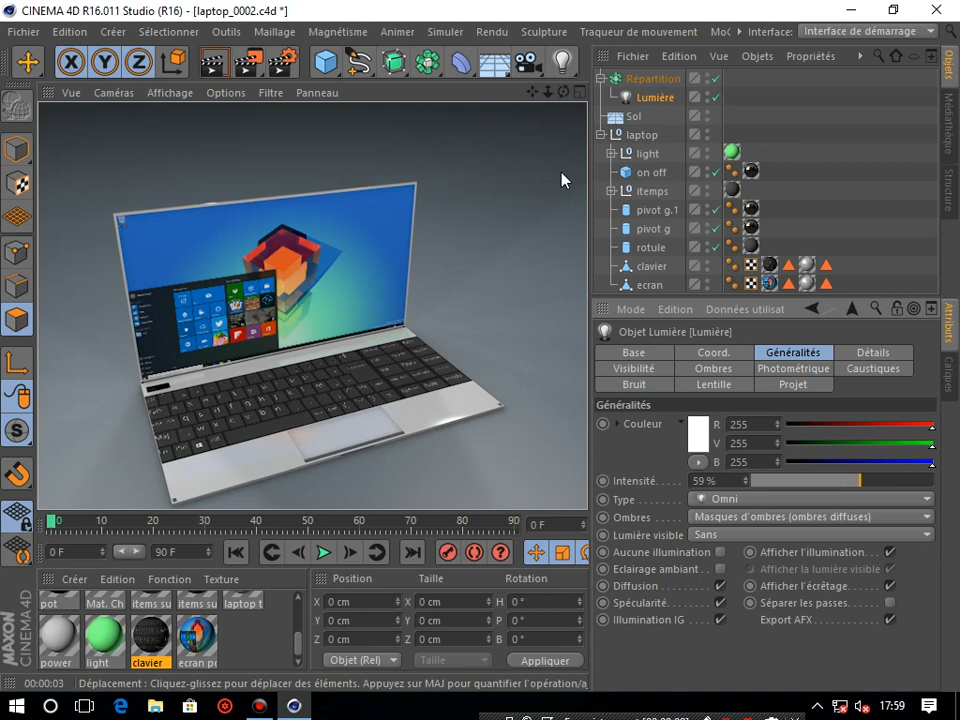 CINEMA 4D R16.011 Studio (R16) - [laptop_0002.c4d *]
Fichier Edition Créer Sélectionner Outils Maillage Magnétisme Animer Simuler Rendu Sculpture Traqueur de mouvement Mo Interface: Interface de démarrage
X Y Z
Vue Caméras Affichage Options Filtre Panneau
Fichier Edition Vue Objets Propriétés
Objets
Médiathèque
Structure
Répartition
Lumière
Sol
laptop
light
on off
itemps
pivot g.1
pivot g
rotule
clavier
ecran
Mode Edition Données utilisat
Attributs
Calques
Objet Lumière [Lumière]
Base Coord. Généralités Détails
Visibilité Ombres Photométrique Caustiques
Bruit Lentille Projet
Généralités
Couleur R 255
V 255
B 255
Intensité 59 %
Type Omni
Ombres Masques d'ombres (ombres diffuses)
Lumière visible Sans
Aucune illumination Afficher l'illumination
Eclairage ambiant Afficher la lumière visible
Diffusion Afficher l'écrêtage
Spécularité Séparer les passes
Illumination IG Export AFX
0 10 20 30 40 50 60 70 80 90 0 F
0 F 90 F
Créer Edition Fonction Texture
pot Mat. Ch items su items su laptop t
power light clavier ecran po
Position Taille Rotation
X 0 cm X 0 cm H 0 °
Y 0 cm Y 0 cm P 0 °
Z 0 cm Z 0 cm B 0 °
Objet (Rel) Taille Appliquer
MAXON
CINEMA 4D
00:00:03 Déplacement : Cliquez-glissez pour déplacer des éléments. Appuyez sur MAJ pour quantifier l'opération/a
17:59